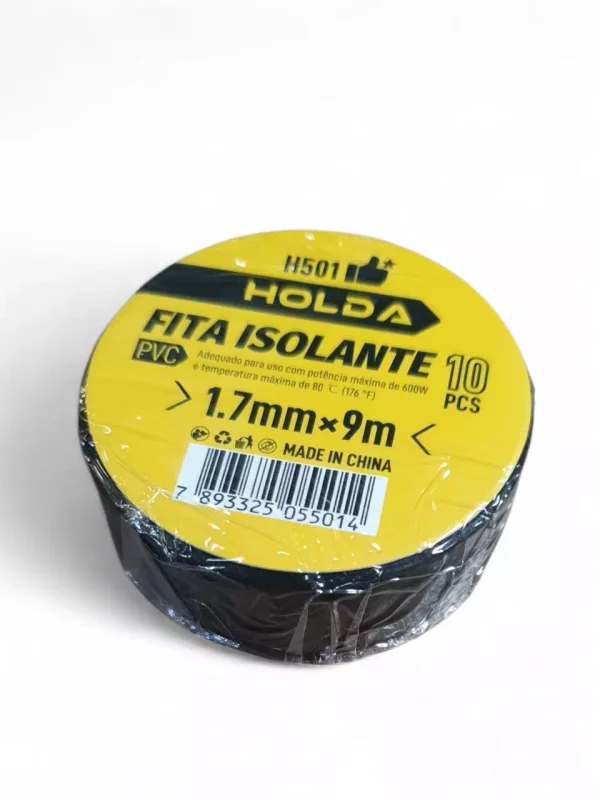 H501
HOLDA
FITA ISOLANTE
PVC
Adequado para uso com potência máxima de 600W
e temperatura máxima de 80 ℃ (176 °F)
10
PCS
1.7mm×9m
MADE IN CHINA
7 893325 055014